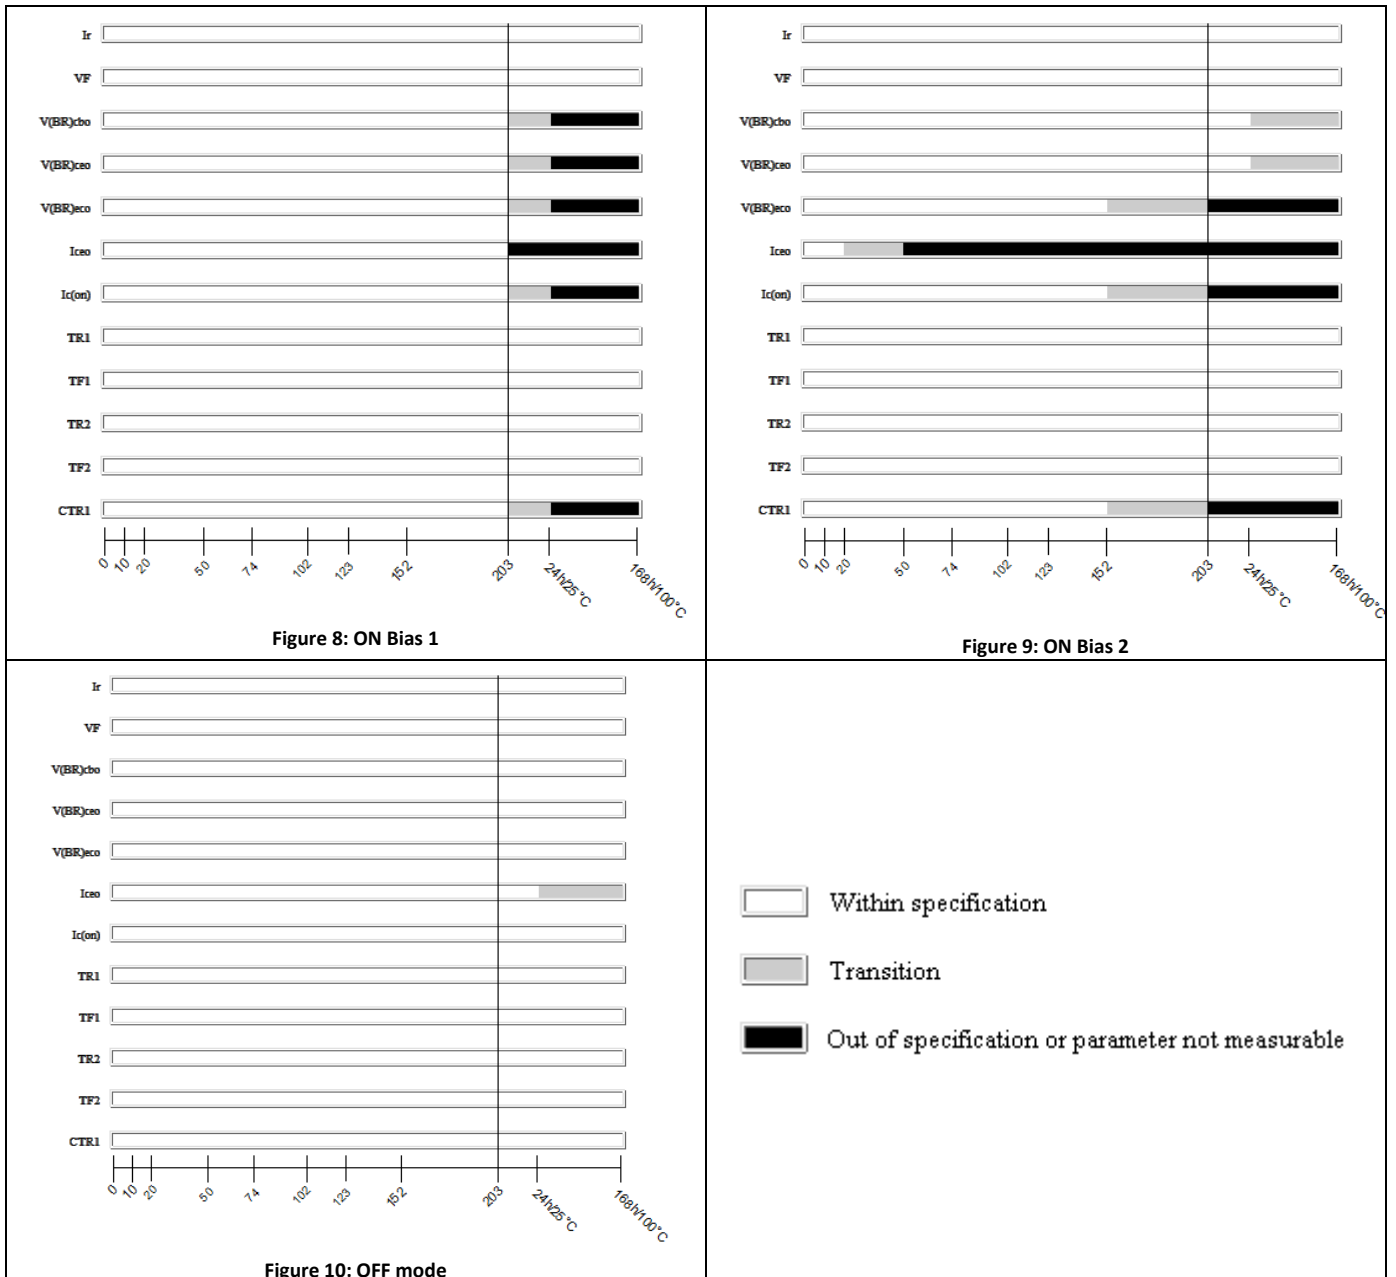 Ir
VF
V(BR)cbo
V(BR)ceo
V(BR)eco
Iceo
Ic(on)
TR1
TF1
TR2
TF2
CTR1
0 10 20 50 74 102 123 152 203 24h/25°C 168h/100°C
Figure 8: ON Bias 1
Ir
VF
V(BR)cbo
V(BR)ceo
V(BR)eco
Iceo
Ic(on)
TR1
TF1
TR2
TF2
CTR1
0 10 20 50 74 102 123 152 203 24h/25°C 168h/100°C
Figure 9: ON Bias 2
Ir
VF
V(BR)cbo
V(BR)ceo
V(BR)eco
Iceo
Ic(on)
TR1
TF1
TR2
TF2
CTR1
0 10 20 50 74 102 123 152 203 24h/25°C 168h/100°C
Figure 10: OFF mode
Within specification
Transition
Out of specification or parameter not measurable